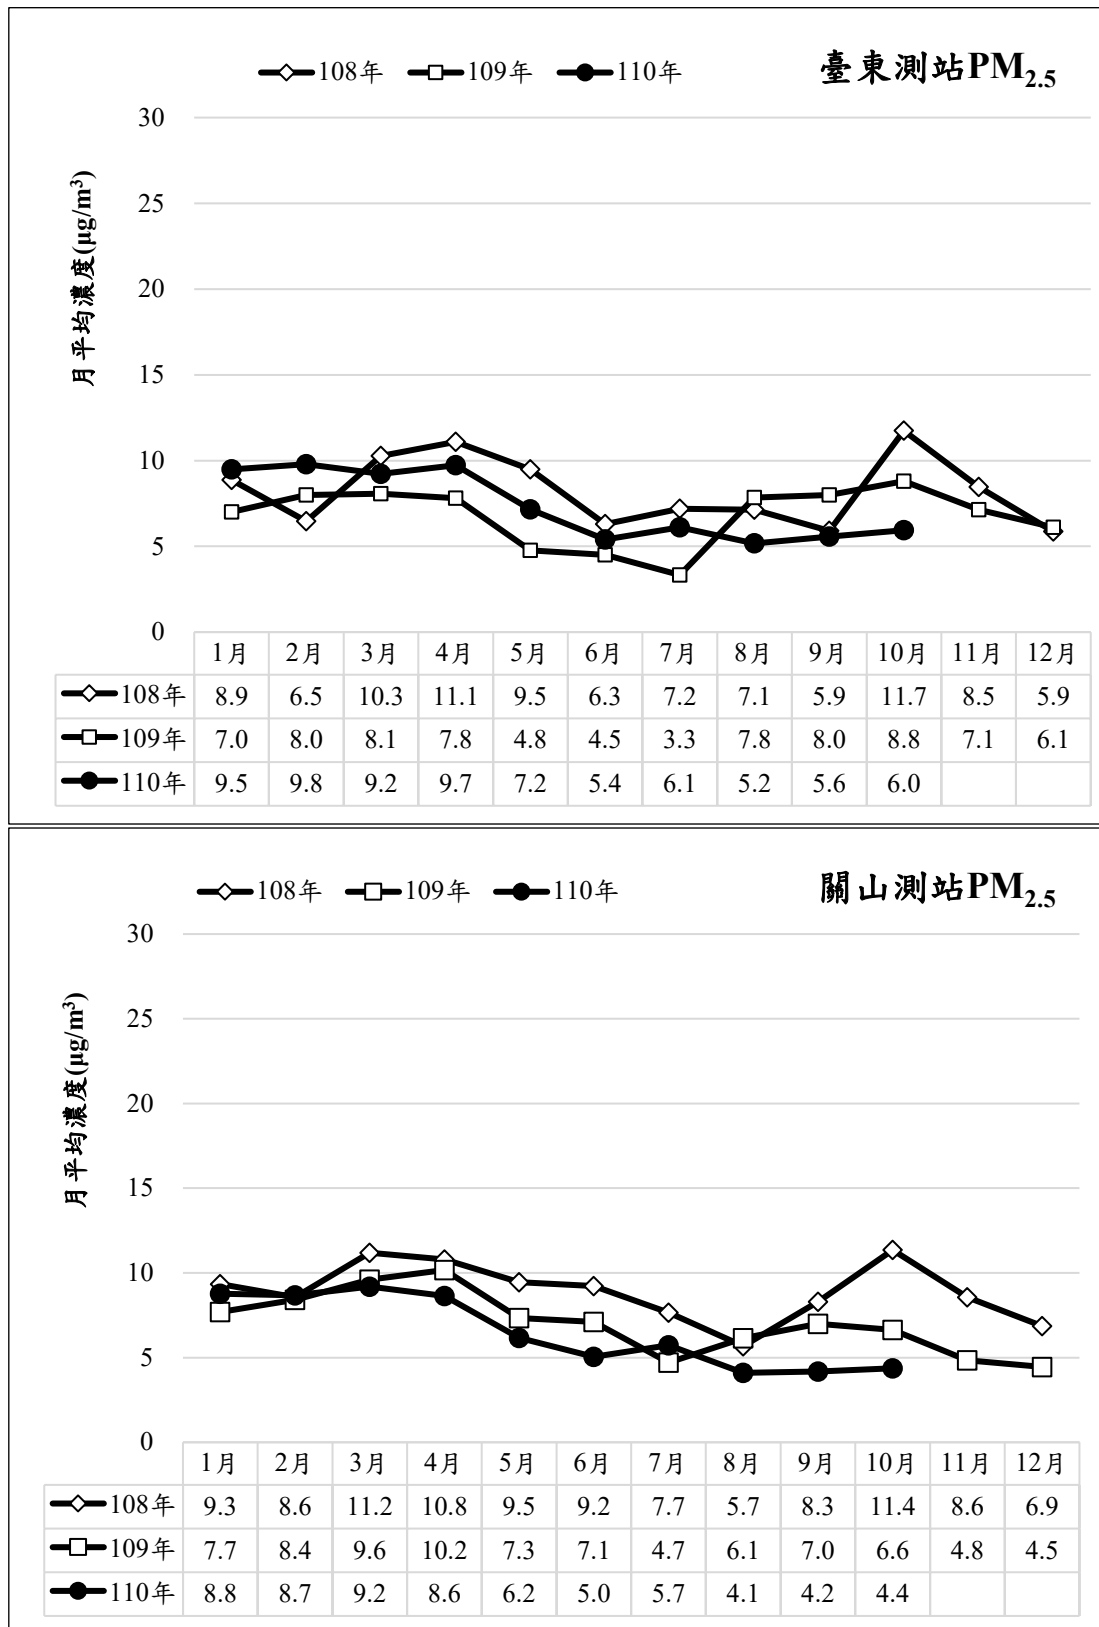 108年 109年 110年 臺東測站PM2.5
月平均濃度(μg/m³)
30
25
20
15
10
5
0
1月 2月 3月 4月 5月 6月 7月 8月 9月 10月 11月 12月
108年 8.9 6.5 10.3 11.1 9.5 6.3 7.2 7.1 5.9 11.7 8.5 5.9
109年 7.0 8.0 8.1 7.8 4.8 4.5 3.3 7.8 8.0 8.8 7.1 6.1
110年 9.5 9.8 9.2 9.7 7.2 5.4 6.1 5.2 5.6 6.0
108年 109年 110年 關山測站PM2.5
月平均濃度(μg/m³)
30
25
20
15
10
5
0
1月 2月 3月 4月 5月 6月 7月 8月 9月 10月 11月 12月
108年 9.3 8.6 11.2 10.8 9.5 9.2 7.7 5.7 8.3 11.4 8.6 6.9
109年 7.7 8.4 9.6 10.2 7.3 7.1 4.7 6.1 7.0 6.6 4.8 4.5
110年 8.8 8.7 9.2 8.6 6.2 5.0 5.7 4.1 4.2 4.4